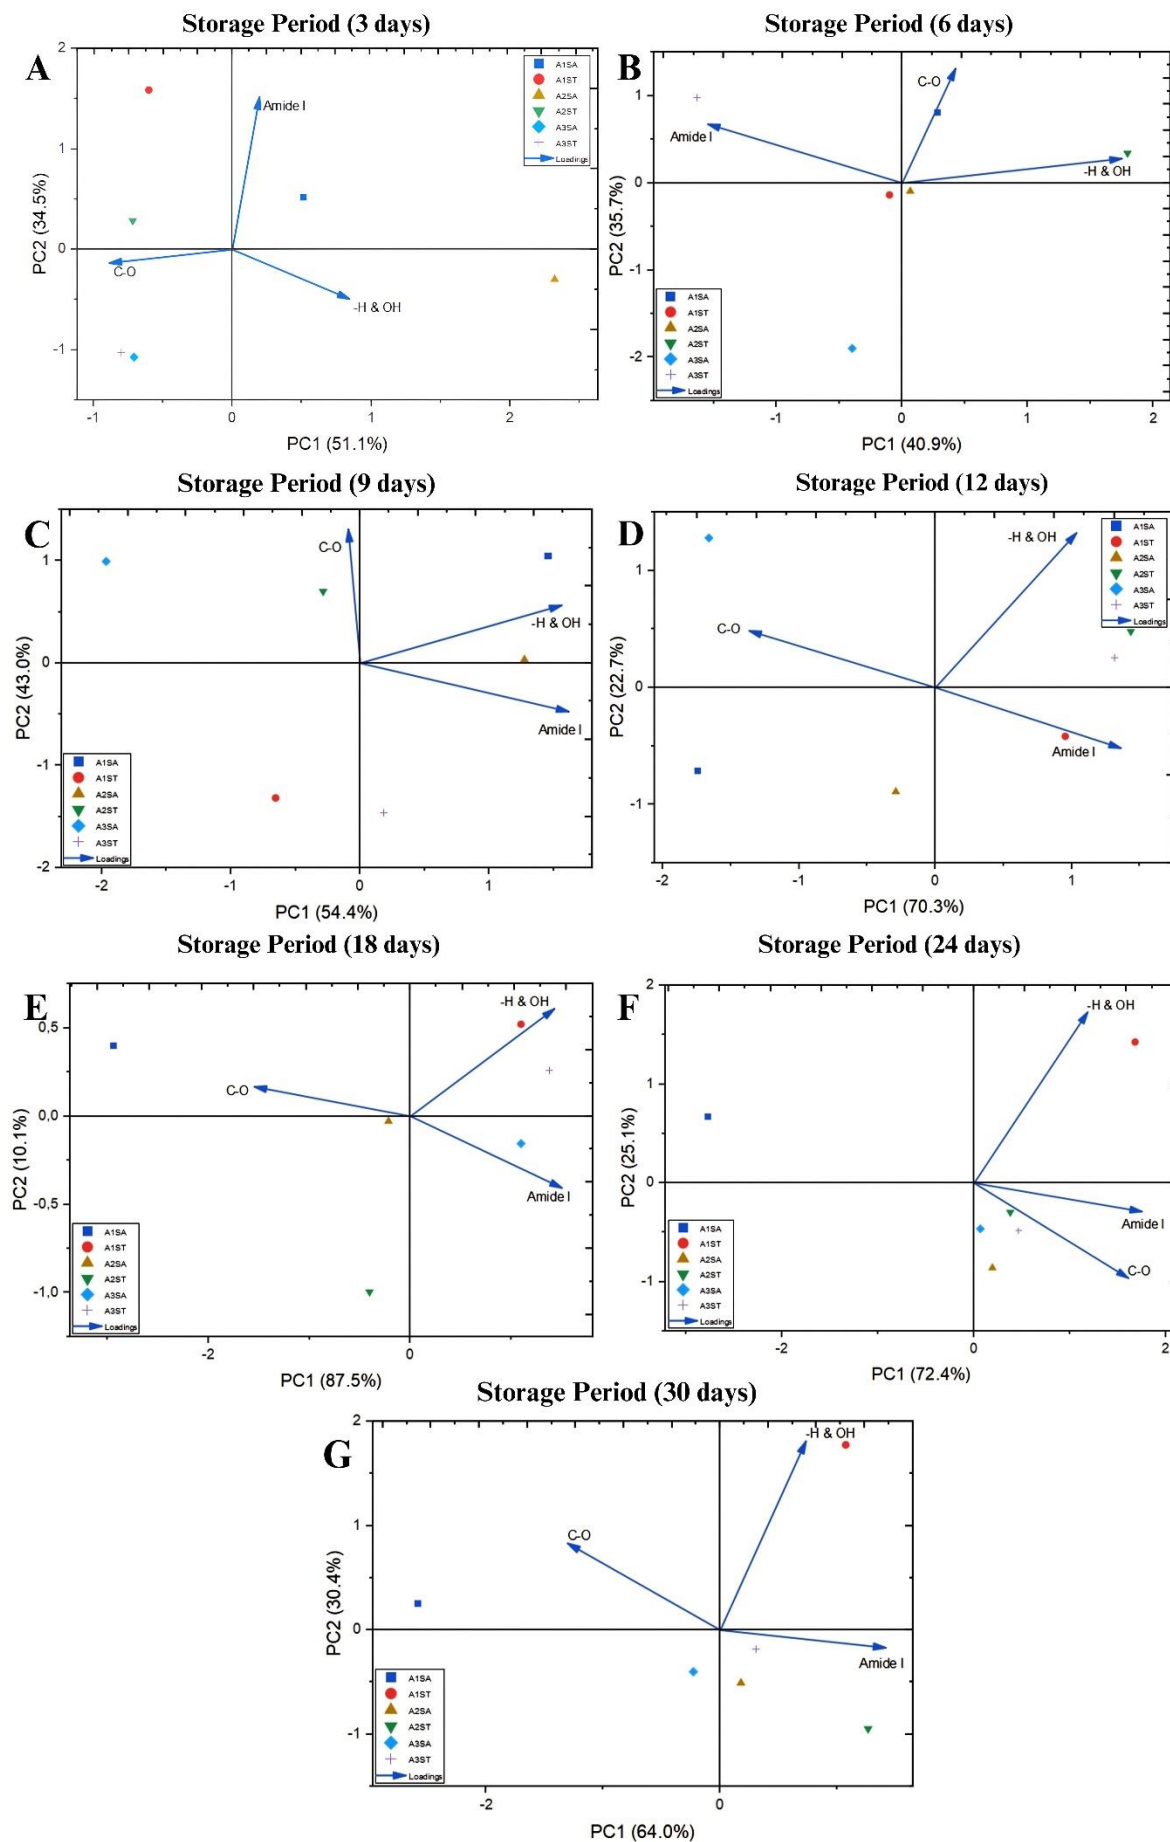 Storage Period (3 days)
A
2
1
0
-1
PC2 (34.5%)
Amide I
C-O
-H & OH
A1SA
A1ST
A2SA
A2ST
A3SA
A3ST
Loadings
-1
0
1
2
PC1 (51.1%)
Storage Period (6 days)
B
1
0
-1
-2
PC2 (35.7%)
C-O
Amide I
-H & OH
A1SA
A1ST
A2SA
A2ST
A3SA
A3ST
Loadings
-2
-1
0
1
2
PC1 (40.9%)
Storage Period (9 days)
C
1
0
-1
-2
PC2 (43.0%)
C-O
-H & OH
Amide I
A1SA
A1ST
A2SA
A2ST
A3SA
A3ST
Loadings
-2
-1
0
1
PC1 (54.4%)
Storage Period (12 days)
D
1
0
-1
PC2 (22.7%)
-H & OH
C-O
Amide I
A1SA
A1ST
A2SA
A2ST
A3SA
A3ST
Loadings
-2
-1
0
1
PC1 (70.3%)
Storage Period (18 days)
E
0,5
0,0
-0,5
-1,0
PC2 (10.1%)
-H & OH
C-O
Amide I
A1SA
A1ST
A2SA
A2ST
A3SA
A3ST
Loadings
-2
0
PC1 (87.5%)
Storage Period (24 days)
F
2
1
0
-1
PC2 (25.1%)
-H & OH
Amide I
C-O
A1SA
A1ST
A2SA
A2ST
A3SA
A3ST
Loadings
-3
-2
-1
0
1
2
PC1 (72.4%)
Storage Period (30 days)
G
2
1
0
-1
PC2 (30.4%)
-H & OH
C-O
Amide I
A1SA
A1ST
A2SA
A2ST
A3SA
A3ST
Loadings
-2
0
PC1 (64.0%)